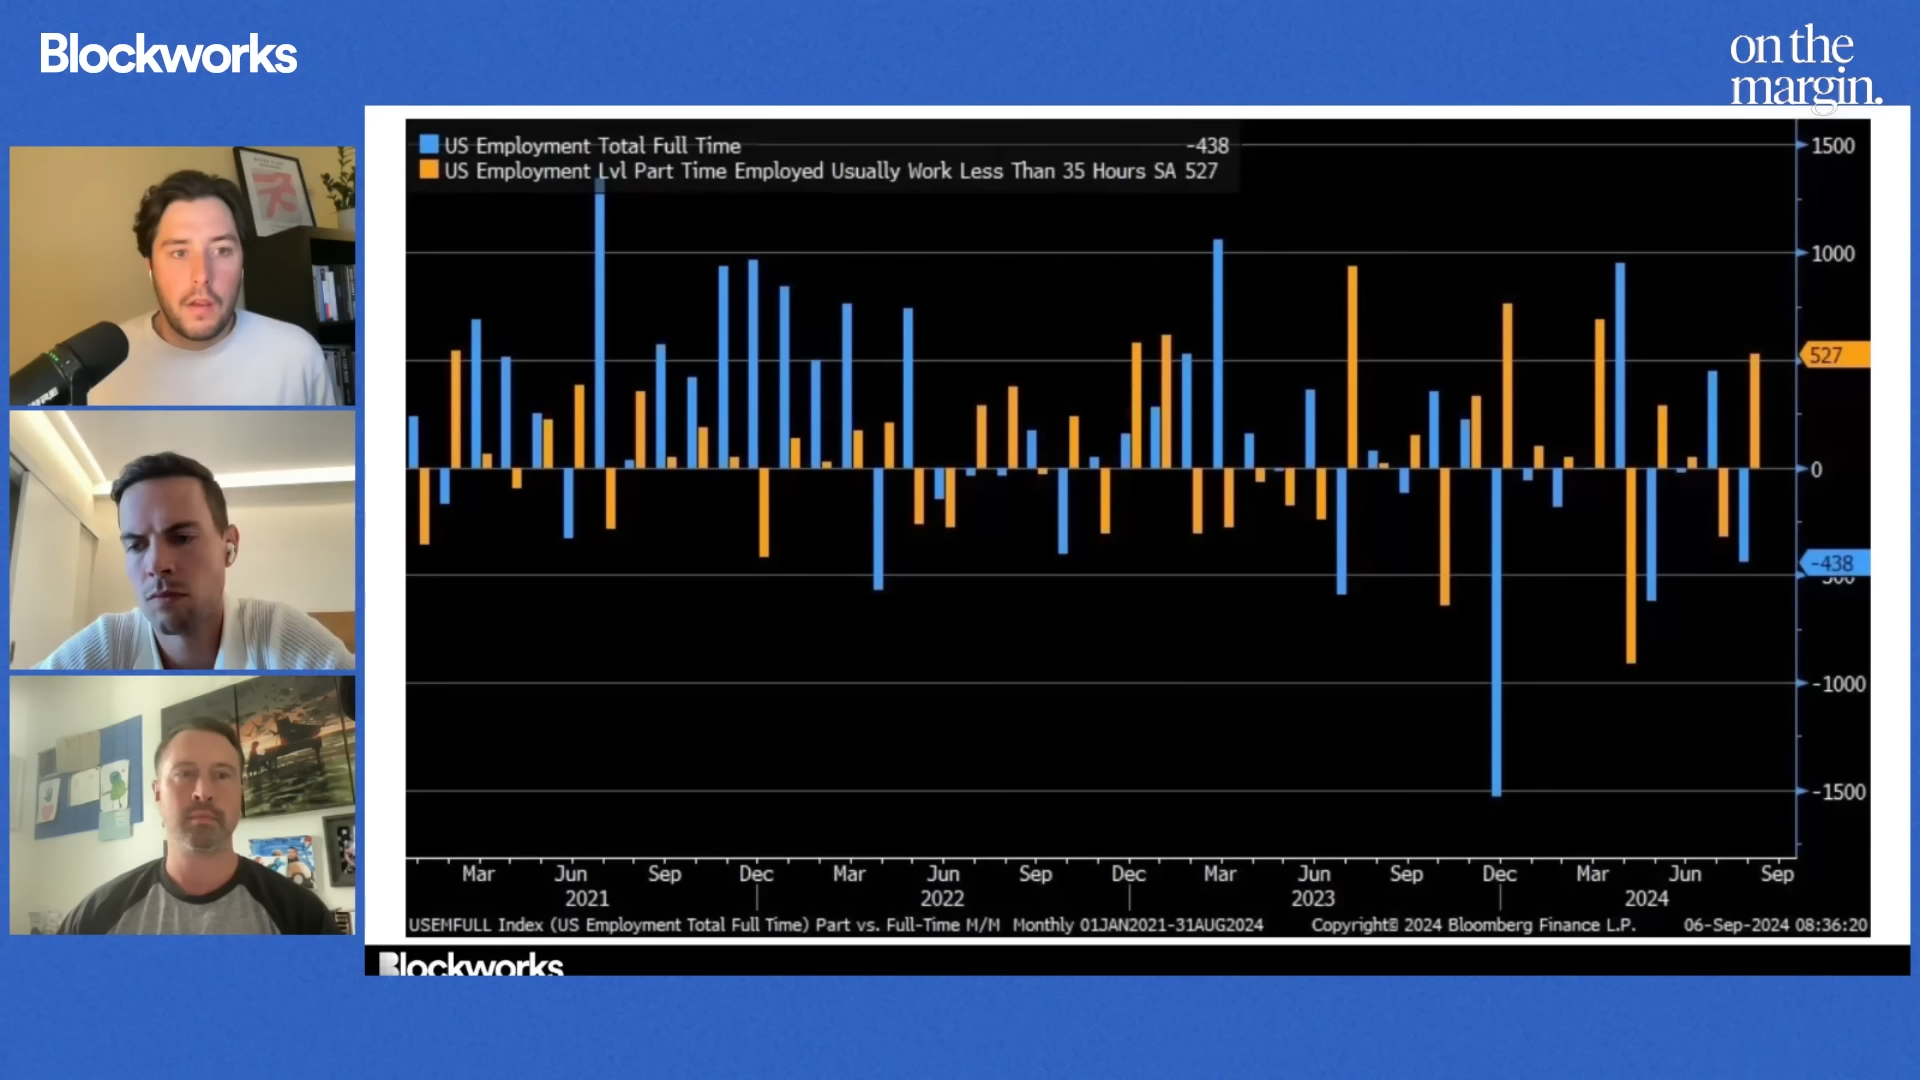 Blockworks
on the
margin.
US Employment Total Full Time -438
US Employment Lvl Part Time Employed Usually Work Less Than 35 Hours SA 527
1500
1000
527
0
-438
-500
-1000
-1500
Mar Jun Sep Dec Mar Jun Sep Dec Mar Jun Sep Dec Mar Jun Sep
2021 2022 2023 2024
USEMFULL Index (US Employment Total Full Time) Part vs. Full-Time M/M Monthly 01JAN2021-31AUG2024 Copyright© 2024 Bloomberg Finance L.P. 06-Sep-2024 08:36:20
Blockworks